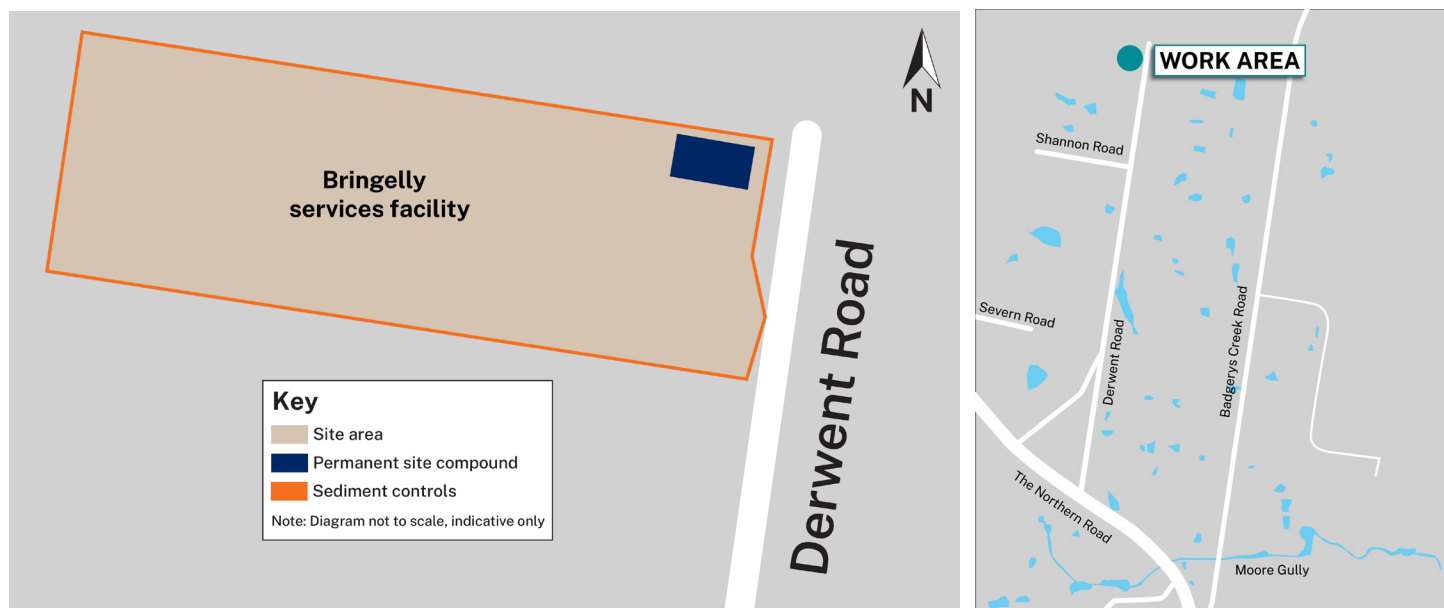 Bringelly
services facility
N
Derwent Road
Key
Site area
Permanent site compound
Sediment controls
Note: Diagram not to scale, indicative only
WORK AREA
Shannon Road
Severn Road
Derwent Road
Badgerys Creek Road
The Northern Road
Moore Gully